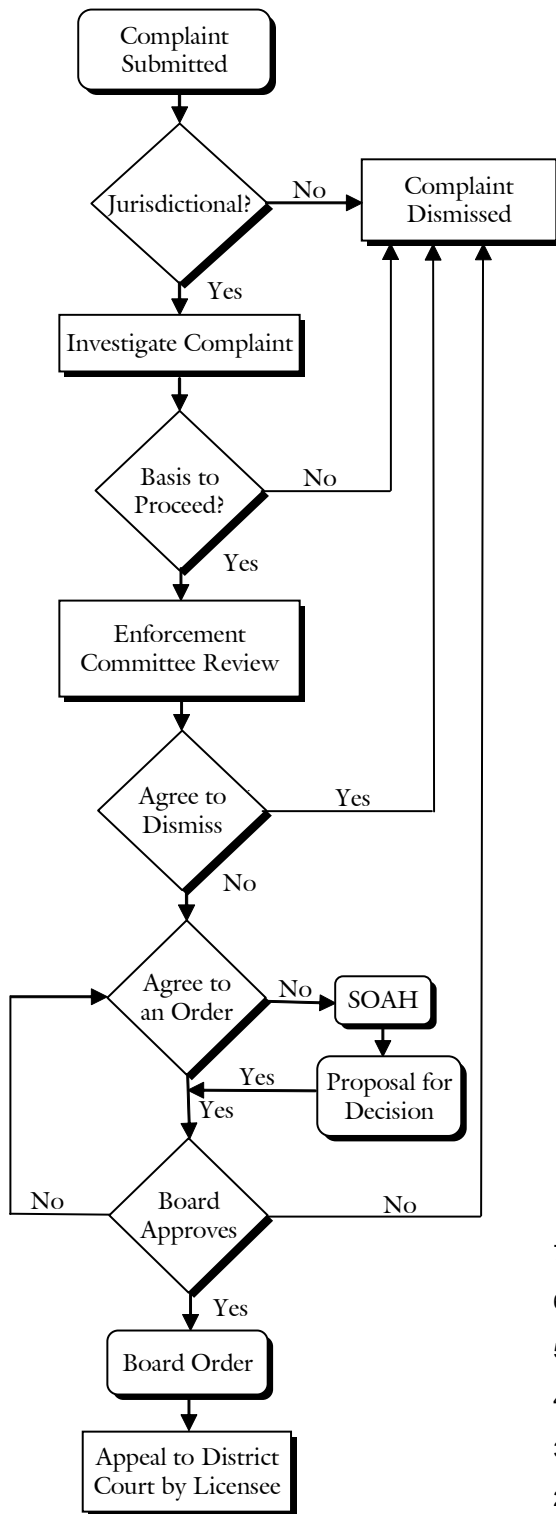 Complaint
Submitted
Jurisdictional?
No
Complaint
Dismissed
Yes
Investigate Complaint
Basis to
Proceed?
No
Yes
Enforcement
Committee Review
Agree to
Dismiss
Yes
No
Agree to
an Order
No
SOAH
Proposal for
Decision
Yes
Yes
Board
Approves
No
No
Yes
Board Order
Appeal to District
Court by Licensee